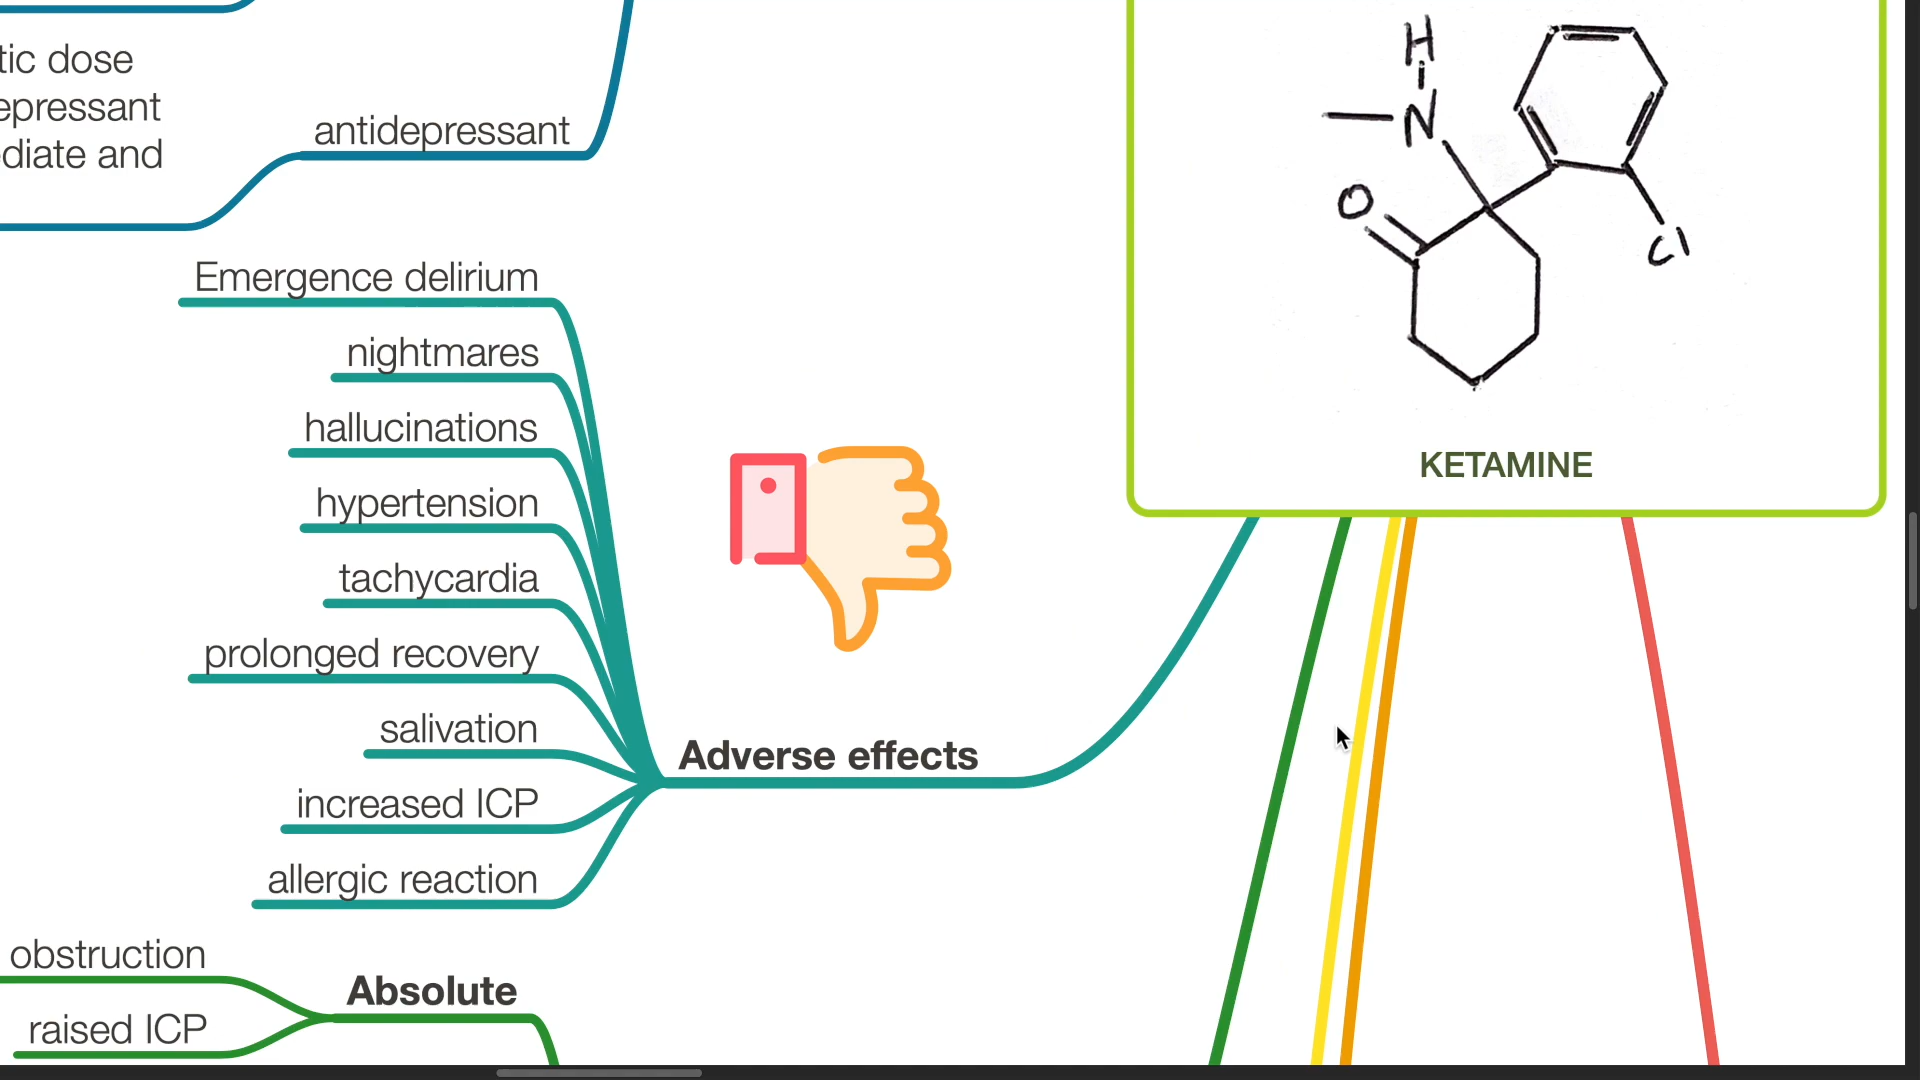 tic dose
epressant
ediate and
antidepressant
Emergence delirium
nightmares
hallucinations
hypertension
tachycardia
prolonged recovery
salivation
increased ICP
allergic reaction
Adverse effects
obstruction
raised ICP
Absolute
H
N
O
Cl
KETAMINE